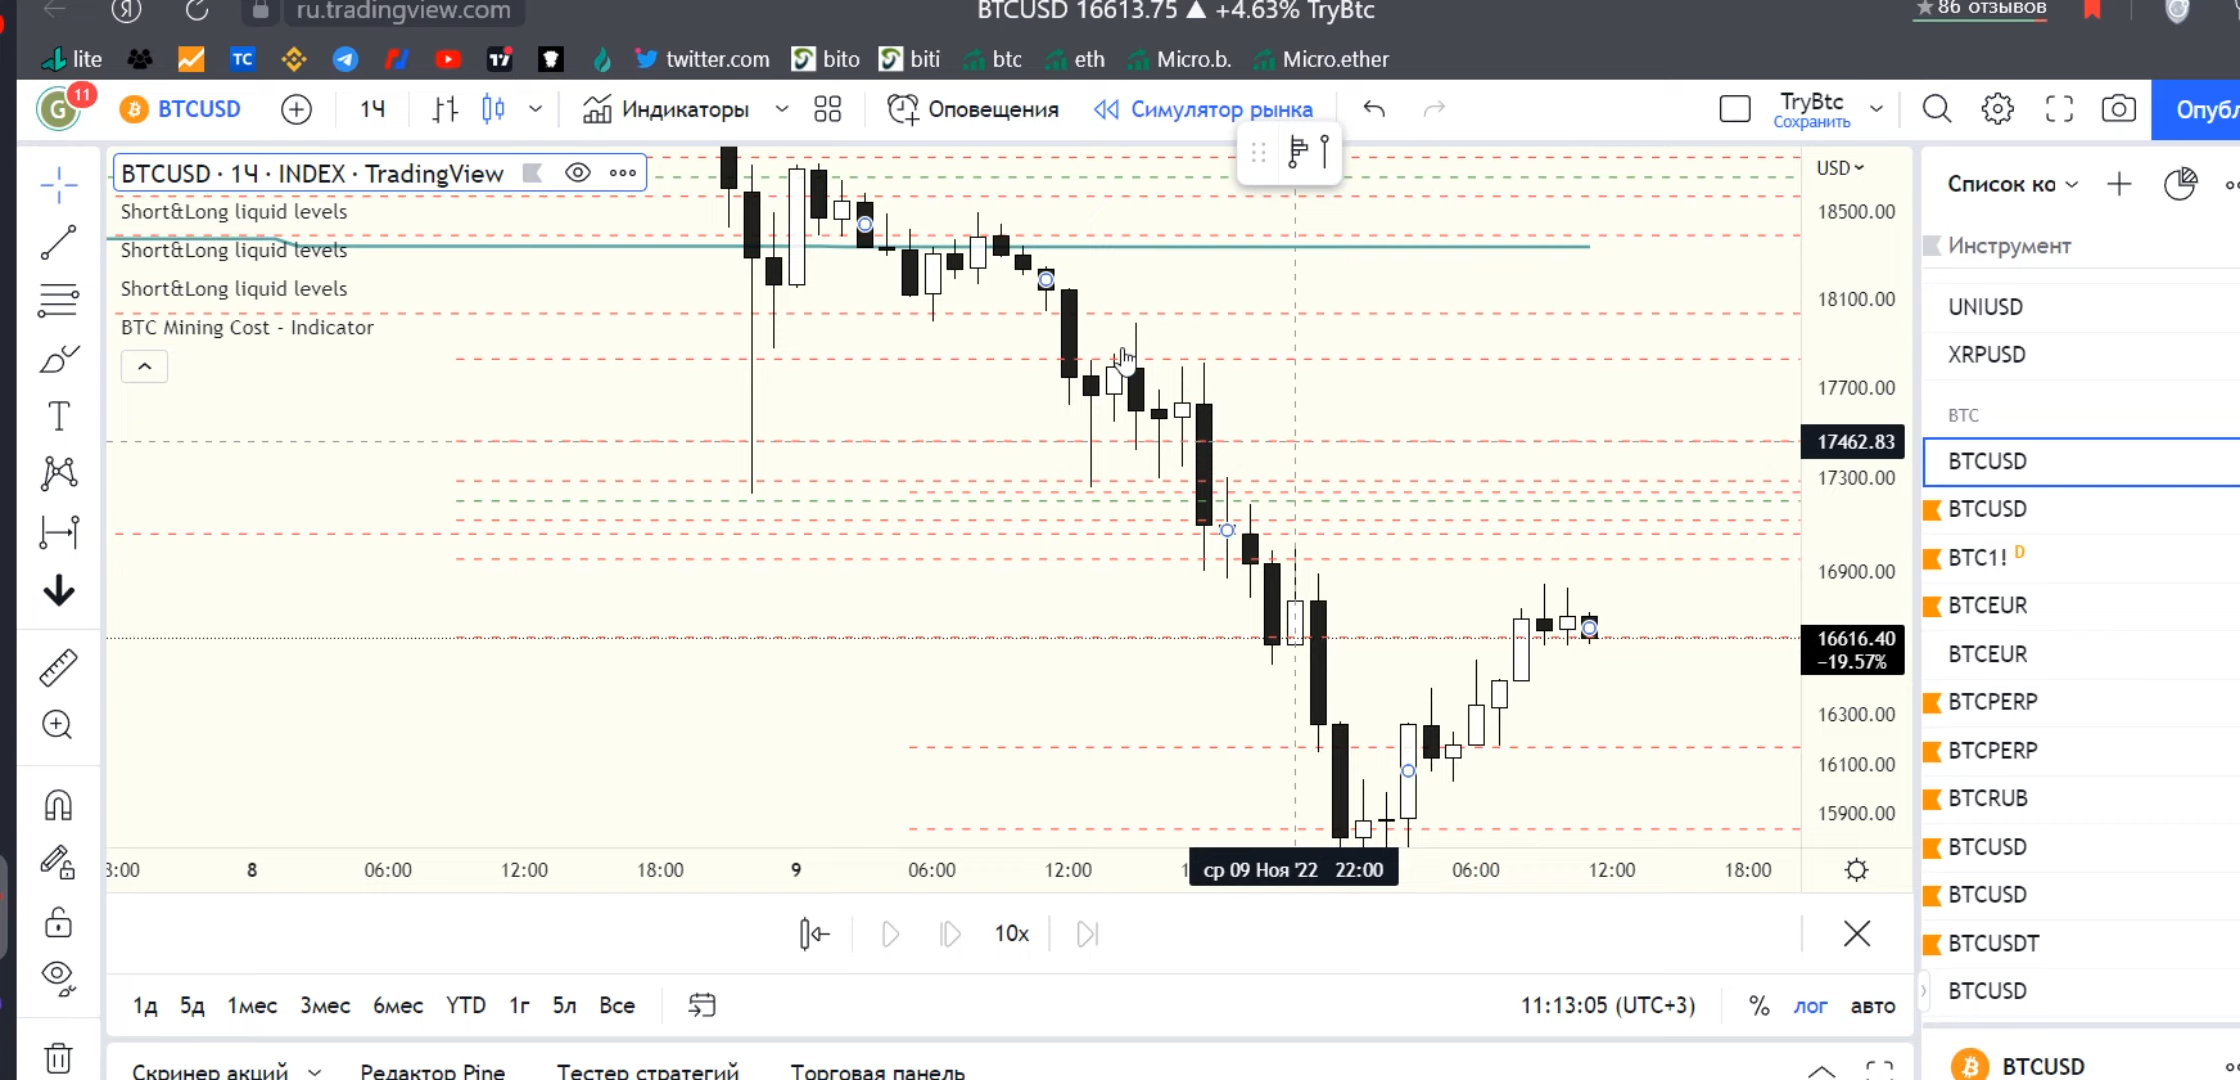 ru.tradingview.com
BTCUSD 16613.75 ▲ +4.63% TryBtc
★86 отзывов
lite
TC
twitter.com
bito
biti
btc
eth
Micro.b.
Micro.ether
G 11
BTCUSD
1Ч
Индикаторы
Оповещения
Симулятор рынка
TryBtc
Сохранить
BTCUSD · 1Ч · INDEX · TradingView
Short&Long liquid levels
Short&Long liquid levels
Short&Long liquid levels
BTC Mining Cost - Indicator
USD
18500.00
18100.00
17700.00
17462.83
17300.00
16900.00
16616.40
−19.57%
16300.00
16100.00
15900.00
8
06:00
12:00
18:00
9
06:00
12:00
ср 09 Ноя '22 22:00
06:00
12:00
18:00
10x
1д 5д 1мес 3мес 6мес YTD 1г 5л Все
11:13:05 (UTC+3)
% лог авто
Скринер акций
Редактор Pine
Тестер стратегий
Торговая панель
Список ко
Инструмент
UNIUSD
XRPUSD
BTC
BTCUSD
BTCUSD
BTC1! D
BTCEUR
BTCEUR
BTCPERP
BTCPERP
BTCRUB
BTCUSD
BTCUSD
BTCUSDT
BTCUSD
BTCUSD